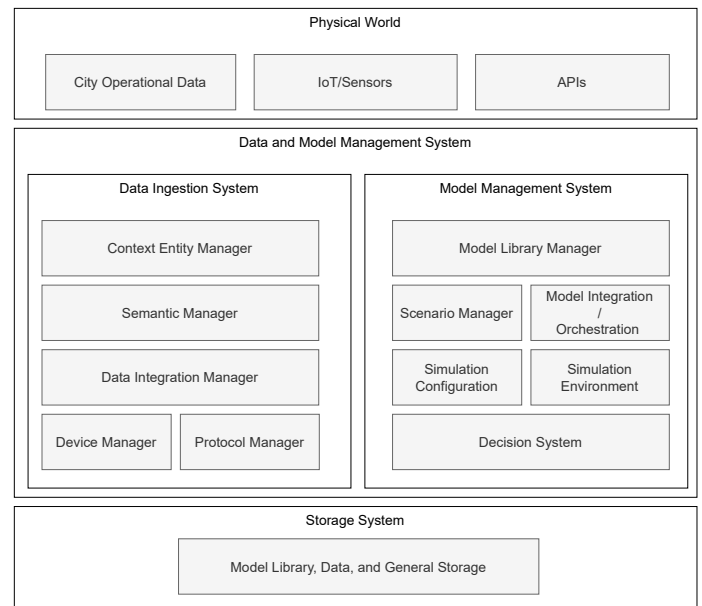 Physical World
City Operational Data
IoT/Sensors
APIs
Data and Model Management System
Data Ingestion System
Context Entity Manager
Semantic Manager
Data Integration Manager
Device Manager
Protocol Manager
Model Management System
Model Library Manager
Scenario Manager
Model Integration
/
Orchestration
Simulation
Configuration
Simulation
Environment
Decision System
Storage System
Model Library, Data, and General Storage